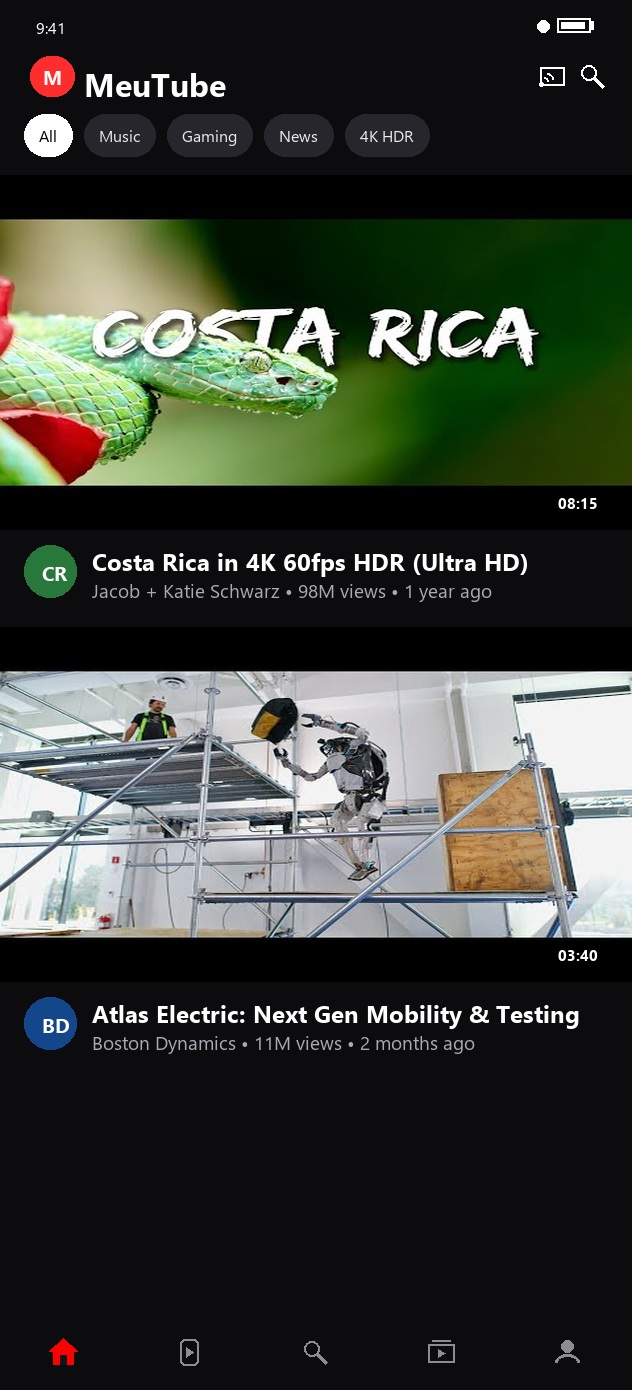 9:41
M MeuTube
All Music Gaming News 4K HDR
COSTA RICA
08:15
CR Costa Rica in 4K 60fps HDR (Ultra HD)
Jacob + Katie Schwarz • 98M views • 1 year ago
03:40
BD Atlas Electric: Next Gen Mobility & Testing
Boston Dynamics • 11M views • 2 months ago